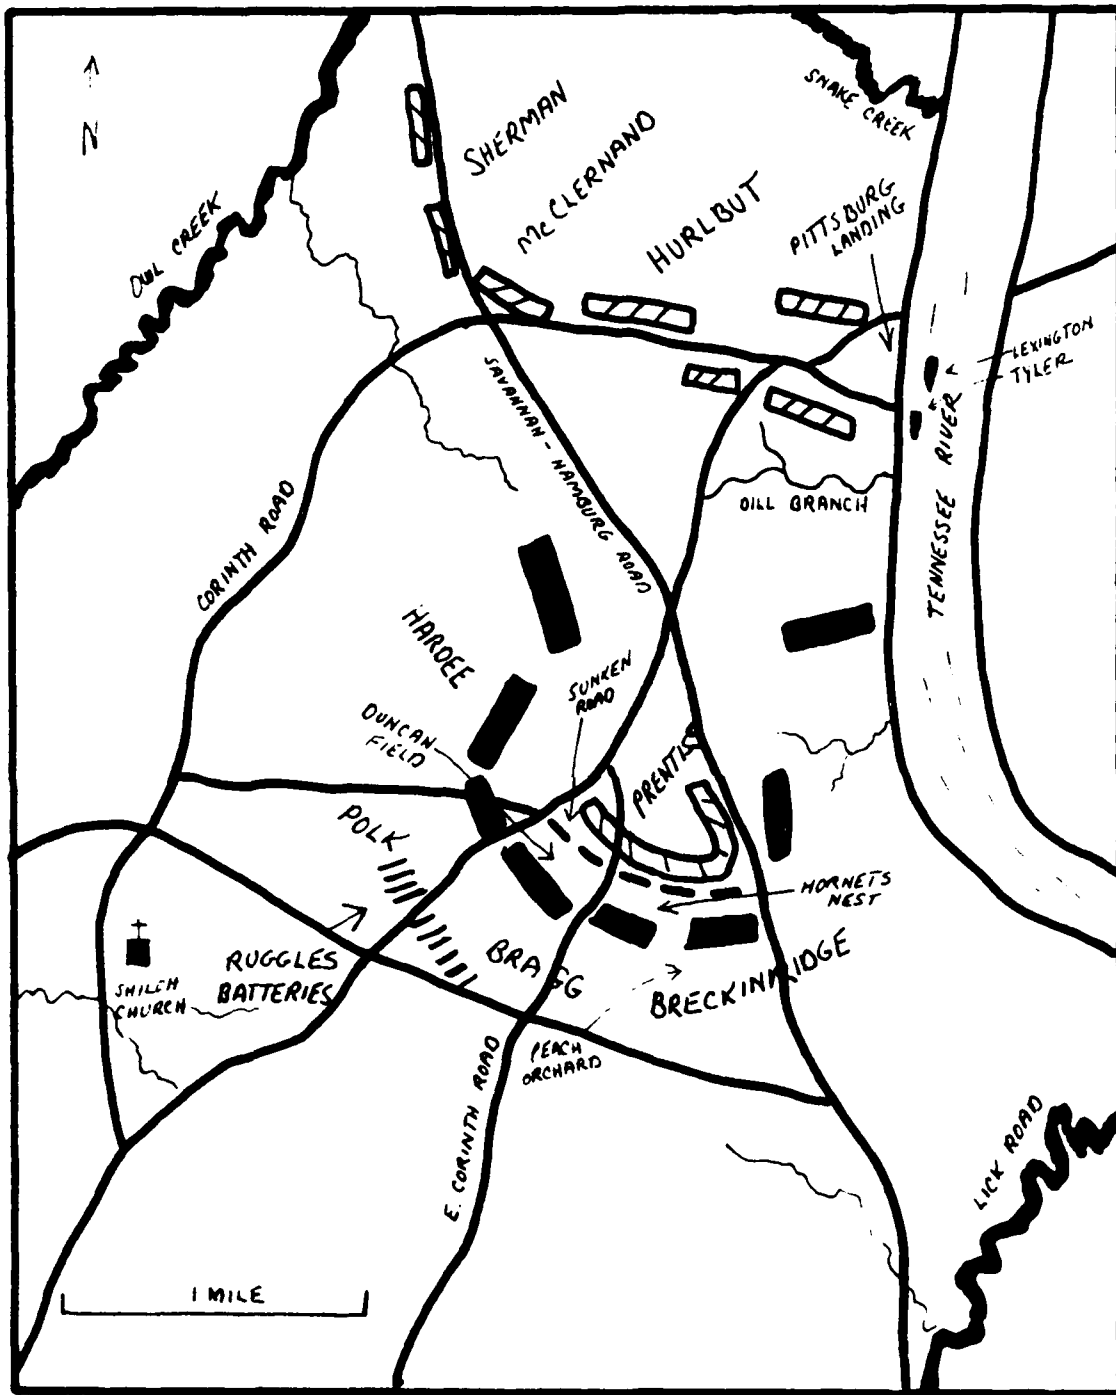 N
SNAKE CREEK
SHERMAN
McCLERNAND
HURLBUT
PITTSBURG
LANDING
OWL CREEK
LEXINGTON
TYLER
SAVANNAH - HAMBURG ROAD
TENNESSEE RIVER
DILL BRANCH
CORINTH ROAD
HARDEE
SUNKEN
ROAD
DUNCAN
FIELD
PRENTISS
POLK
HORNETS
NEST
RUGGLES
BATTERIES
BRAGG
BRECKINRIDGE
SHILOH
CHURCH
PEACH
ORCHARD
E. CORINTH ROAD
LICK ROAD
1 MILE